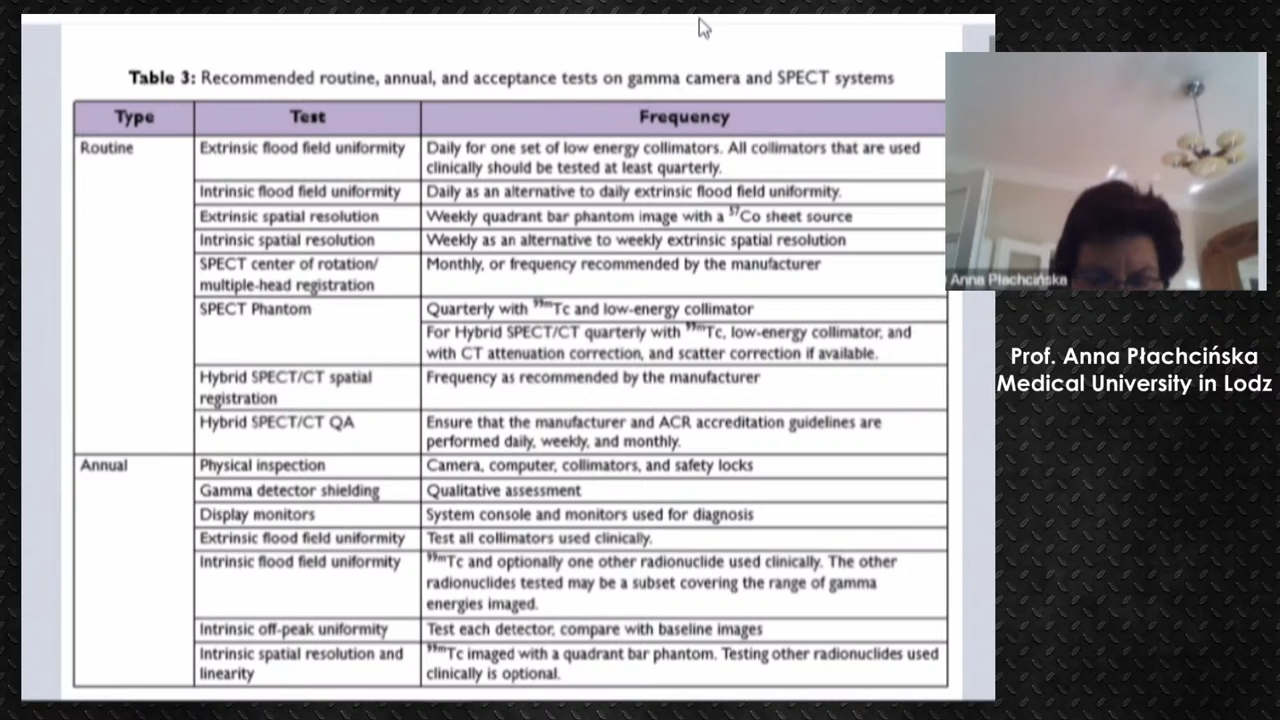 Table 3: Recommended routine, annual, and acceptance tests on gamma camera and SPECT systems
Type Test Frequency
Routine Extrinsic flood field uniformity Daily for one set of low energy collimators. All collimators that are used
clinically should be tested at least quarterly.
Intrinsic flood field uniformity Daily as an alternative to daily extrinsic flood field uniformity.
Extrinsic spatial resolution Weekly quadrant bar phantom image with a ⁵⁷Co sheet source
Intrinsic spatial resolution Weekly as an alternative to weekly extrinsic spatial resolution
SPECT center of rotation/ Monthly, or frequency recommended by the manufacturer
multiple-head registration
SPECT Phantom Quarterly with ⁹⁹ᵐTc and low-energy collimator
For Hybrid SPECT/CT quarterly with ⁹⁹ᵐTc, low-energy collimator, and
with CT attenuation correction, and scatter correction if available.
Hybrid SPECT/CT spatial Frequency as recommended by the manufacturer
registration
Hybrid SPECT/CT QA Ensure that the manufacturer and ACR accreditation guidelines are
performed daily, weekly, and monthly.
Annual Physical inspection Camera, computer, collimators, and safety locks
Gamma detector shielding Qualitative assessment
Display monitors System console and monitors used for diagnosis
Extrinsic flood field uniformity Test all collimators used clinically.
Intrinsic flood field uniformity ⁹⁹ᵐTc and optionally one other radionuclide used clinically. The other
radionuclides tested may be a subset covering the range of gamma
energies imaged.
Intrinsic off-peak uniformity Test each detector, compare with baseline images
Intrinsic spatial resolution and ⁹⁹ᵐTc imaged with a quadrant bar phantom. Testing other radionuclides used
linearity clinically is optional.
Anna Płachcińska
Prof. Anna Płachcińska
Medical University in Lodz